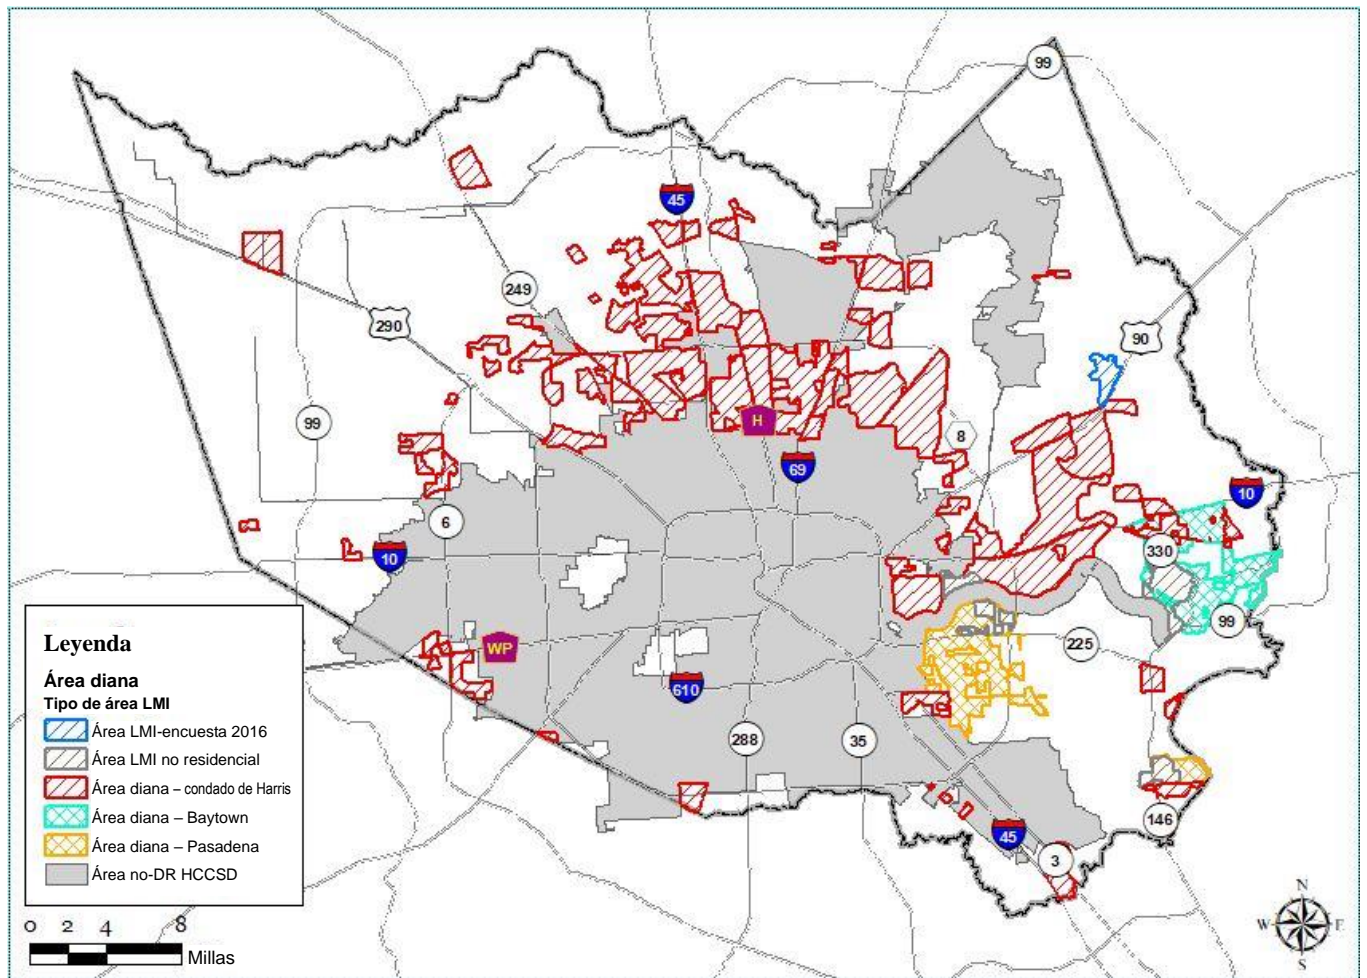 99
45
249
290
90
99
H
8
69
10
6
10
330
99
225
WP
610
288
35
146
45
3
Leyenda
Área diana
Tipo de área LMI
Área LMI-encuesta 2016
Área LMI no residencial
Área diana – condado de Harris
Área diana – Baytown
Área diana – Pasadena
Área no-DR HCCSD
0 2 4 8
Millas
N
W E
S